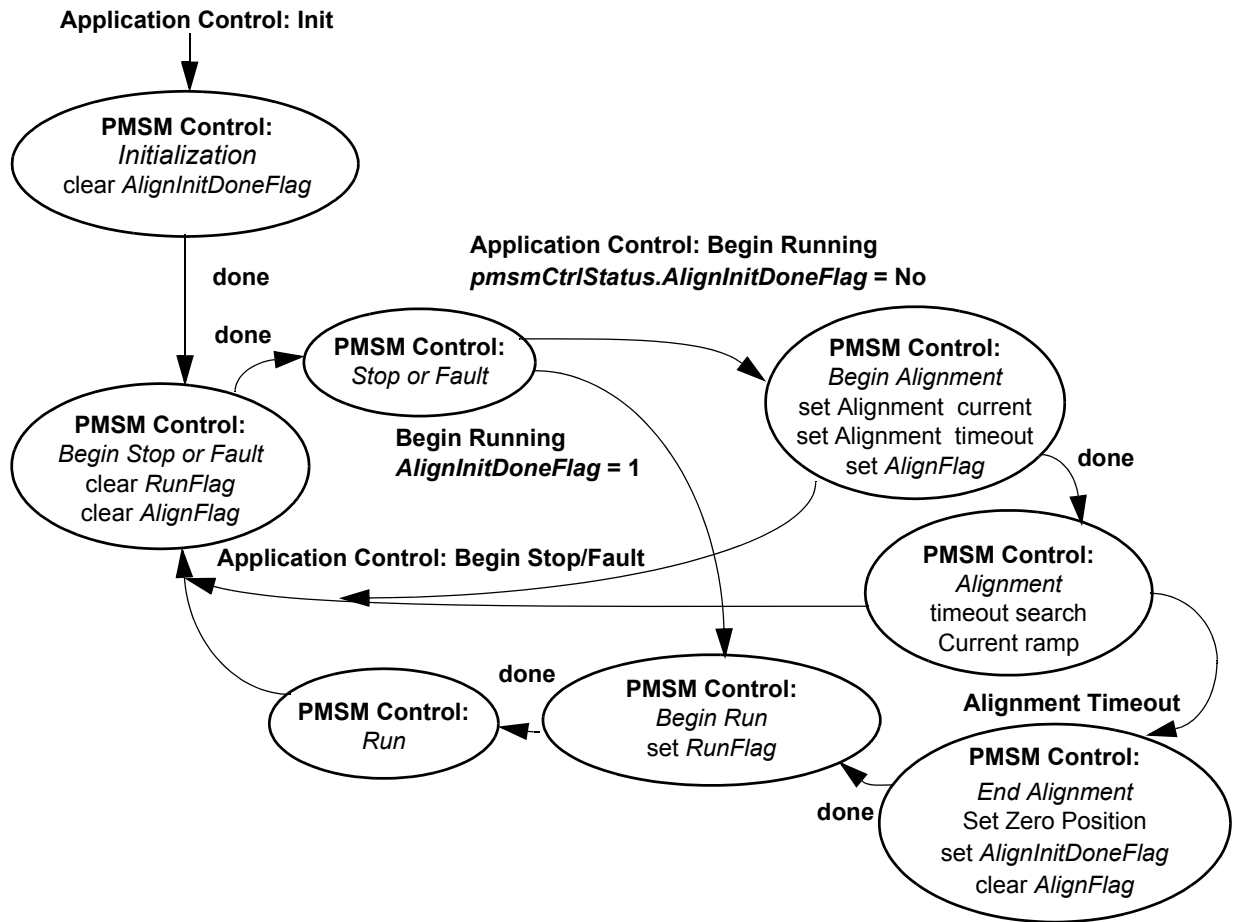 Application Control: Init
PMSM Control:
Initialization
clear AlignInitDoneFlag
done
Application Control: Begin Running
pmsmCtrlStatus.AlignInitDoneFlag = No
done
PMSM Control:
Stop or Fault
PMSM Control:
Begin Alignment
set Alignment current
set Alignment timeout
set AlignFlag
PMSM Control:
Begin Stop or Fault
clear RunFlag
clear AlignFlag
Begin Running
AlignInitDoneFlag = 1
done
Application Control: Begin Stop/Fault
PMSM Control:
Alignment
timeout search
Current ramp
done
PMSM Control:
Run
PMSM Control:
Begin Run
set RunFlag
Alignment Timeout
PMSM Control:
End Alignment
Set Zero Position
set AlignInitDoneFlag
clear AlignFlag
done